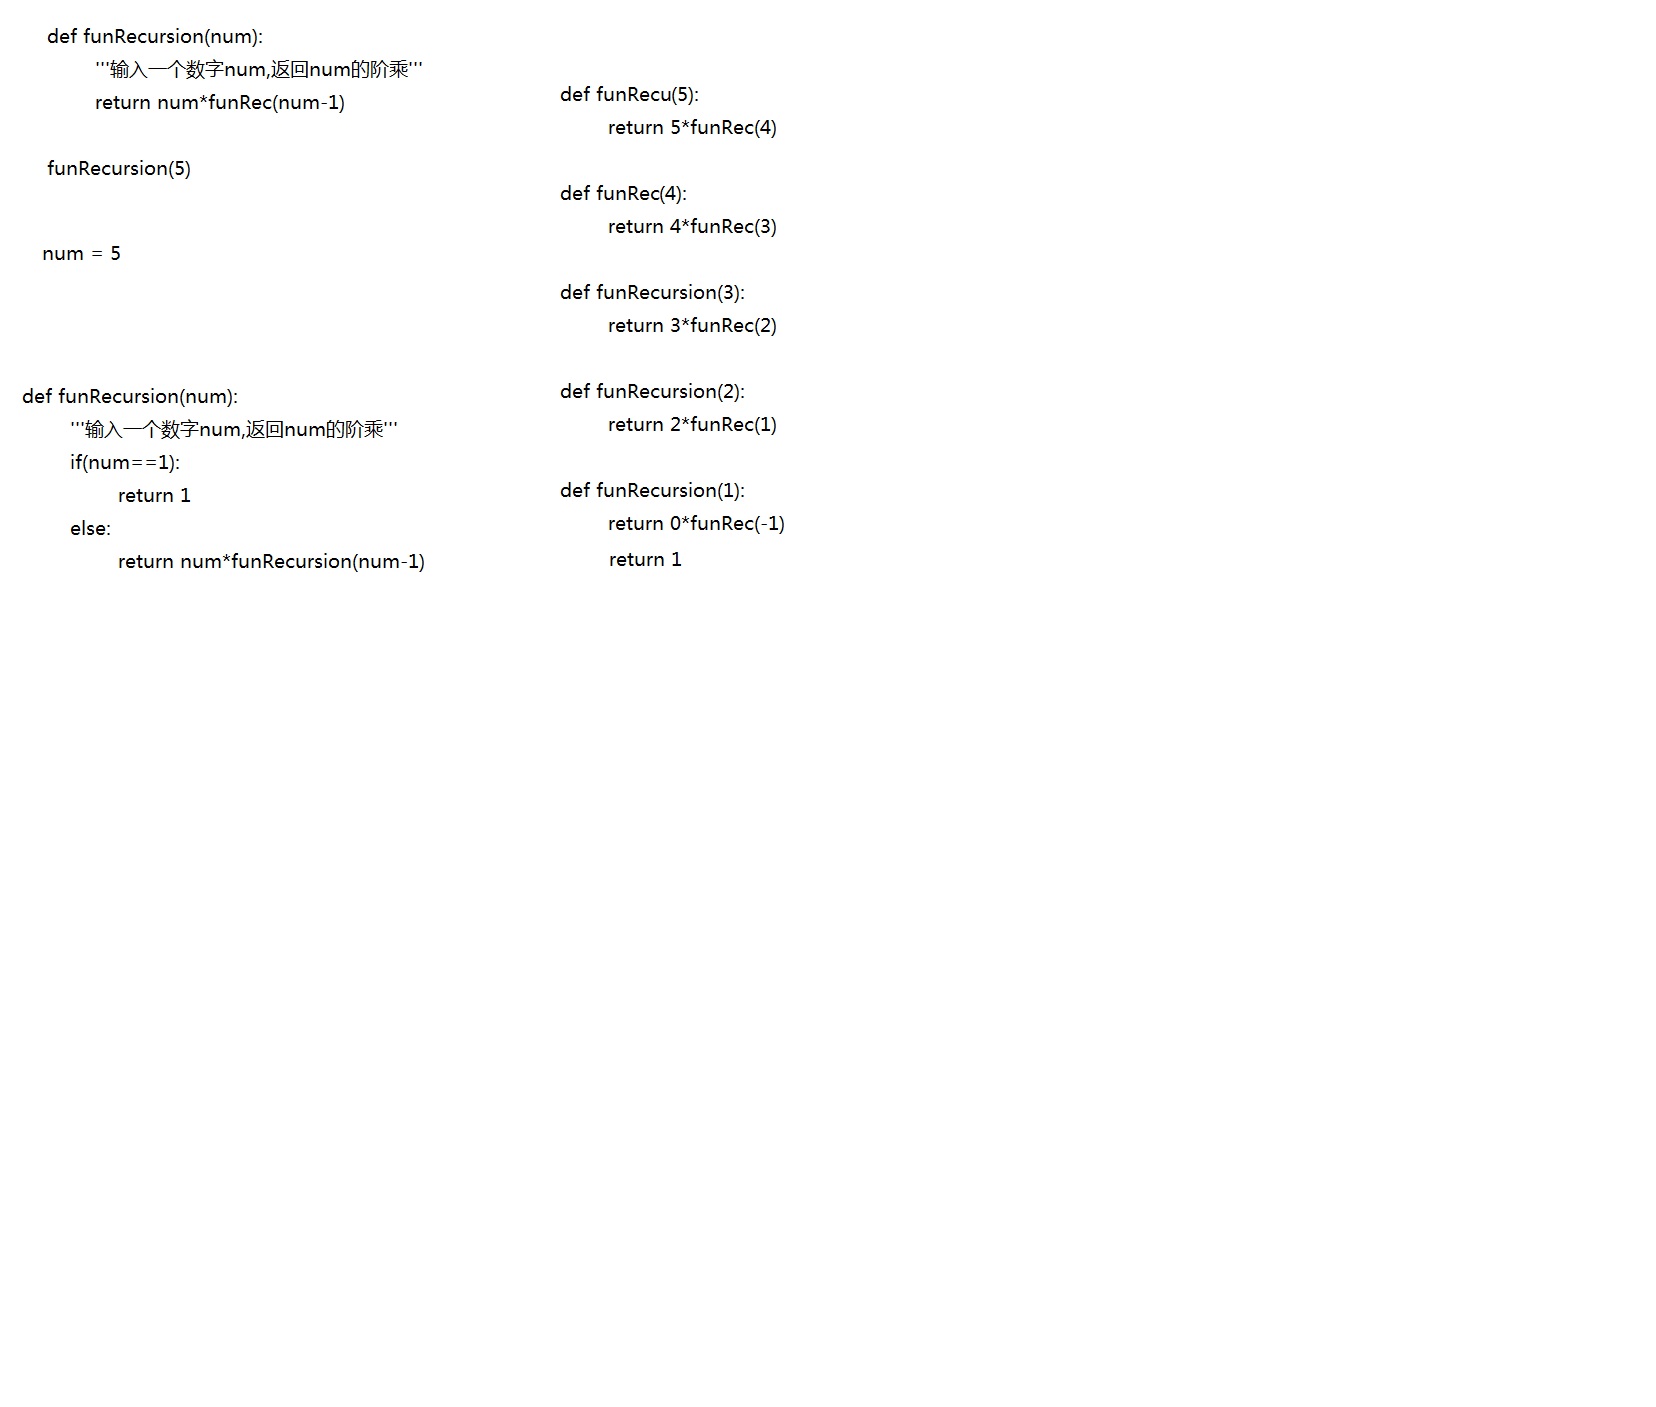 def funRecursion(num):
'''输入一个数字num,返回num的阶乘'''
return num*funRec(num-1)
funRecursion(5)
num = 5
def funRecursion(num):
'''输入一个数字num,返回num的阶乘'''
if(num==1):
return 1
else:
return num*funRecursion(num-1)
def funRecu(5):
return 5*funRec(4)
def funRec(4):
return 4*funRec(3)
def funRecursion(3):
return 3*funRec(2)
def funRecursion(2):
return 2*funRec(1)
def funRecursion(1):
return 0*funRec(-1)
return 1